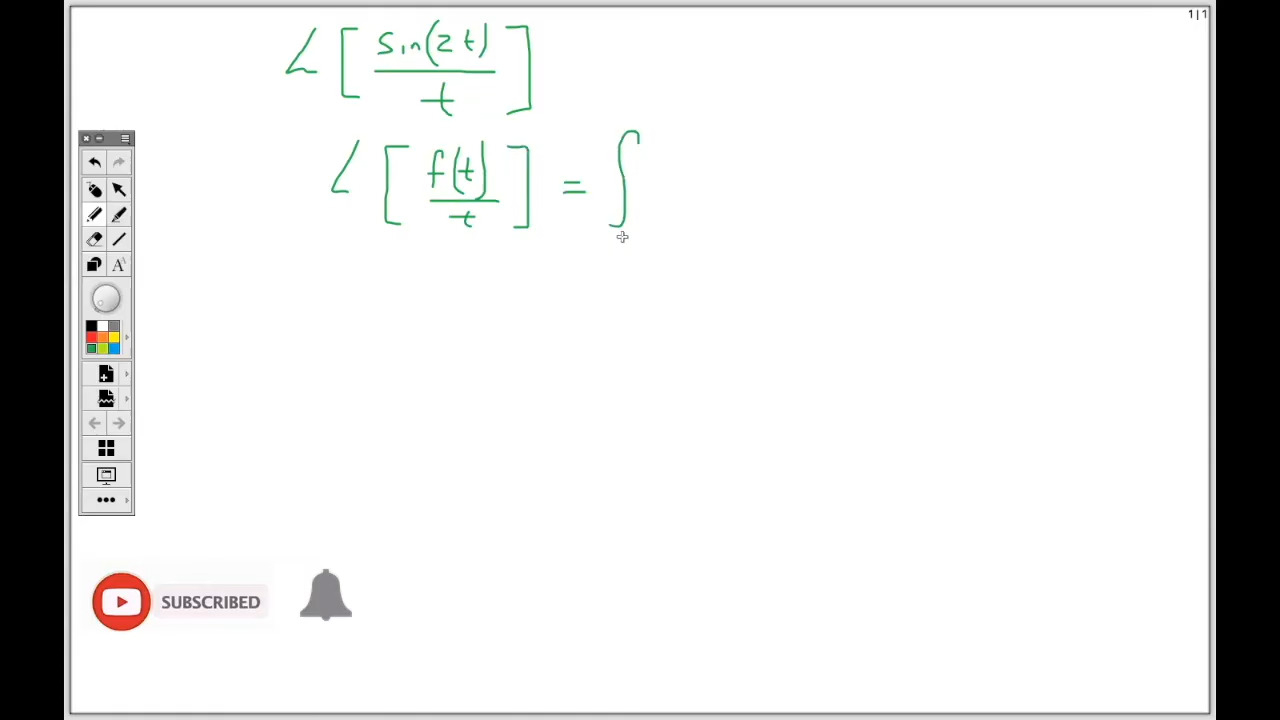 1|1
L [ sin(2t) / t ]
L [ f(t) / t ] = ∫
A
SUBSCRIBED